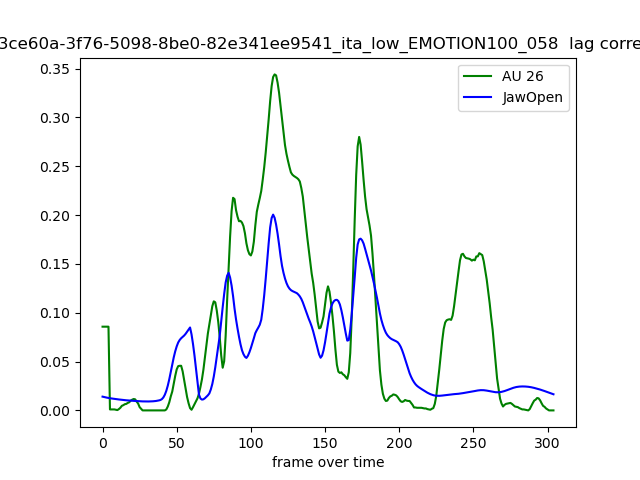 3ce60a-3f76-5098-8be0-82e341ee9541_ita_low_EMOTION100_058 lag corre
AU 26
JawOpen
0.35
0.30
0.25
0.20
0.15
0.10
0.05
0.00
0 50 100 150 200 250 300
frame over time